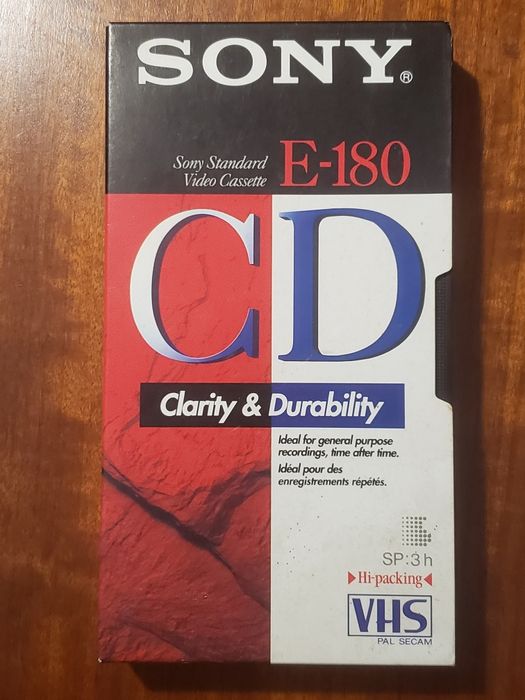 SONY®
Sony Standard
Video Cassette
E-180
CD
Clarity & Durability
Ideal for general purpose
recordings, time after time.
Idéal pour des
enregistrements répétés.
SP:3 h
▶Hi-packing◀
VHS
PAL SECAM